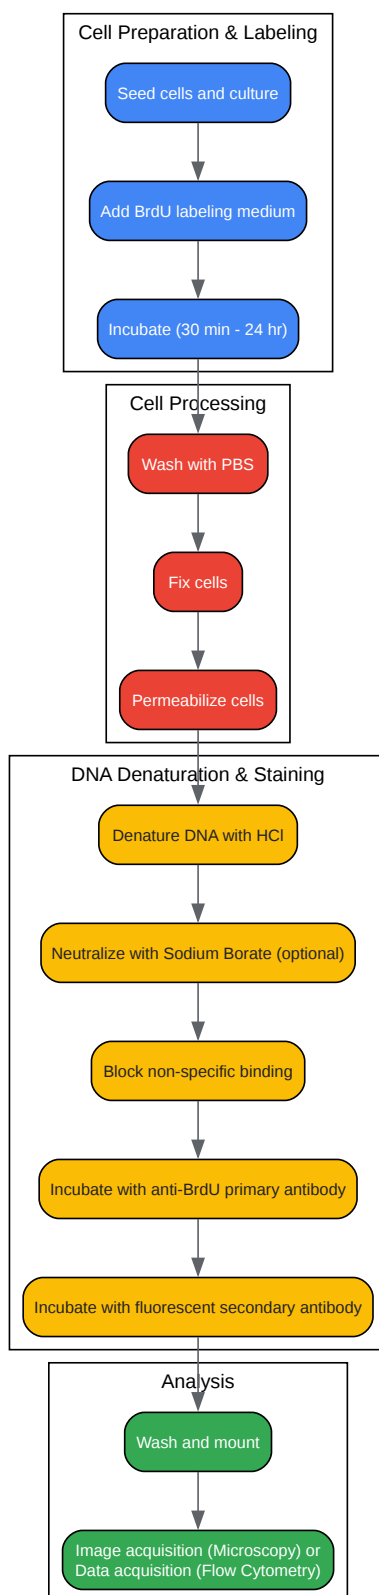 Cell Preparation & Labeling
Seed cells and culture
Add BrdU labeling medium
Incubate (30 min - 24 hr)
Cell Processing
Wash with PBS
Fix cells
Permeabilize cells
DNA Denaturation & Staining
Denature DNA with HCl
Neutralize with Sodium Borate (optional)
Block non-specific binding
Incubate with anti-BrdU primary antibody
Incubate with fluorescent secondary antibody
Analysis
Wash and mount
Image acquisition (Microscopy) or
Data acquisition (Flow Cytometry)